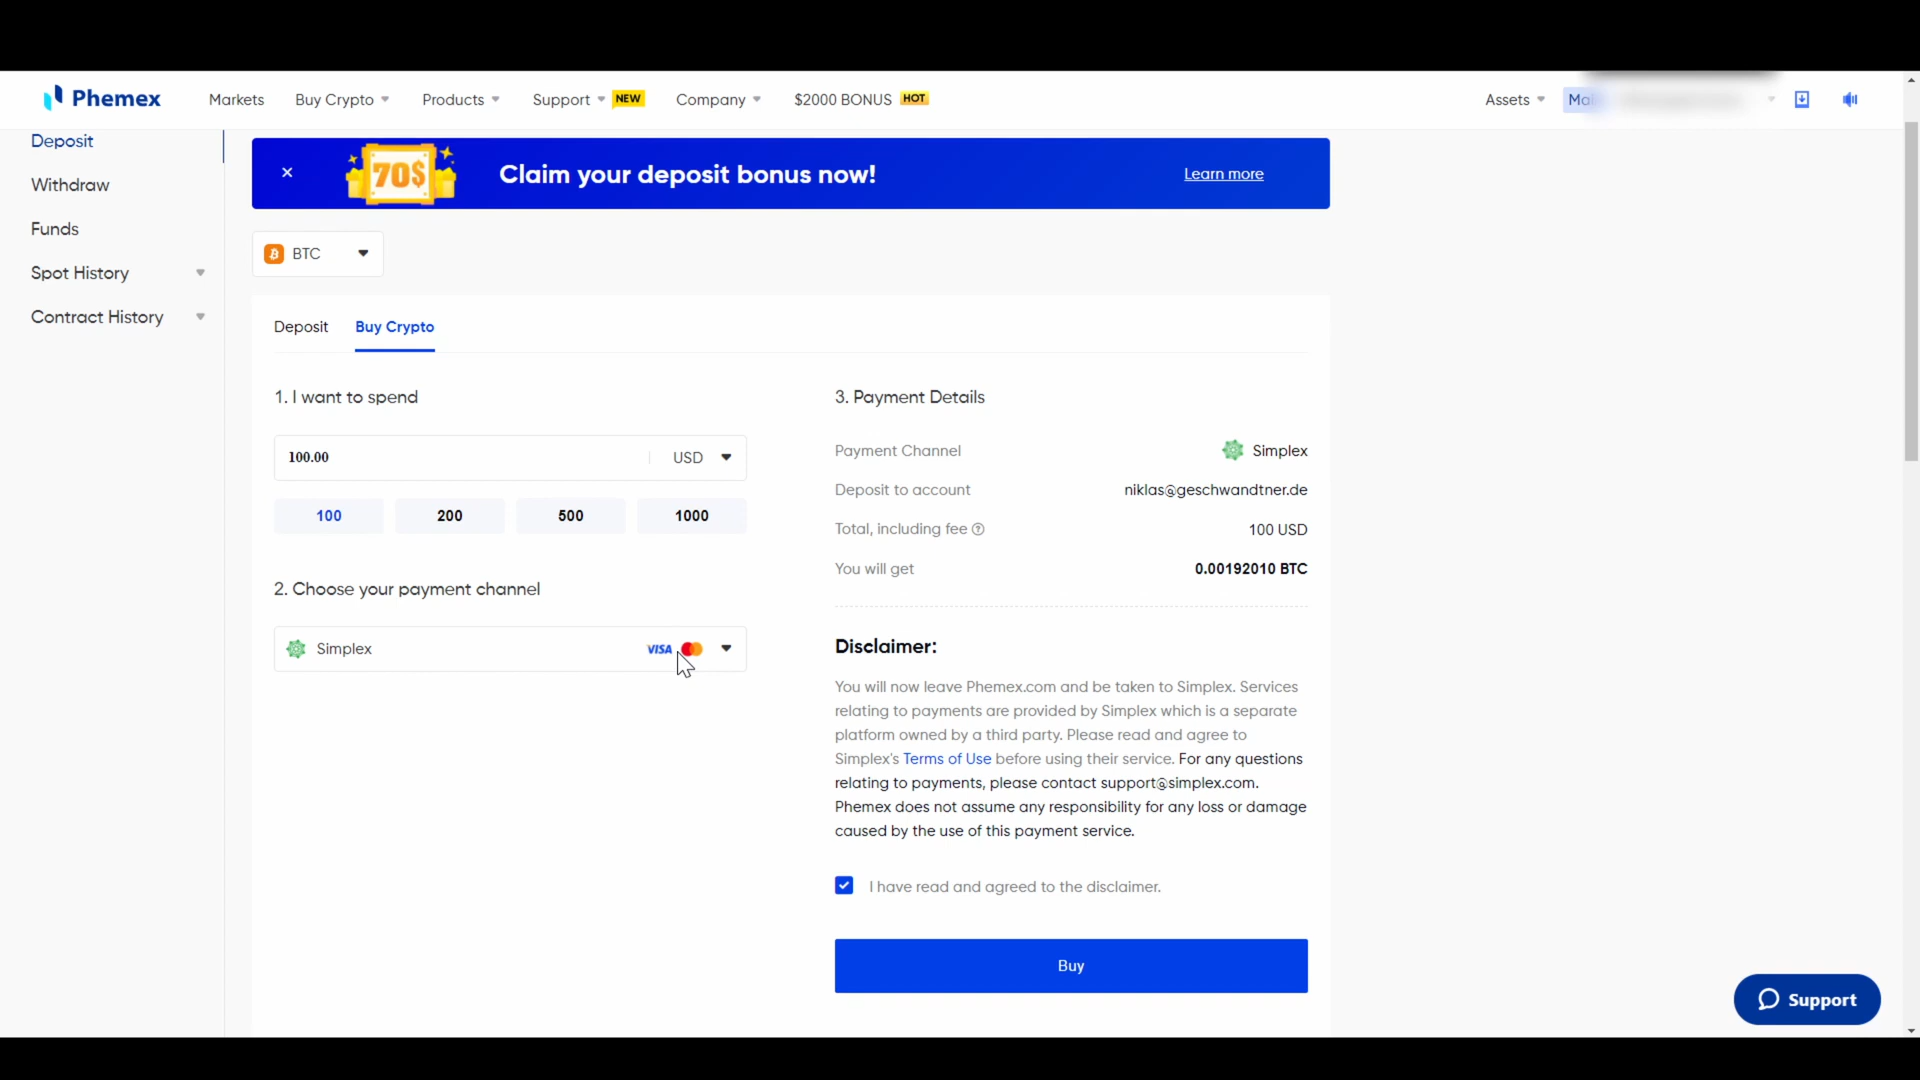 Phemex
Markets
Buy Crypto
Products
Support NEW
Company
$2000 BONUS HOT
Assets
Deposit
Withdraw
Funds
Spot History
Contract History
70$
Claim your deposit bonus now!
Learn more
BTC
Deposit
Buy Crypto
1. I want to spend
100.00 USD
100 200 500 1000
2. Choose your payment channel
Simplex VISA
3. Payment Details
Payment Channel Simplex
Deposit to account niklas@geschwandtner.de
Total, including fee 100 USD
You will get 0.00192010 BTC
Disclaimer:
You will now leave Phemex.com and be taken to Simplex. Services
relating to payments are provided by Simplex which is a separate
platform owned by a third party. Please read and agree to
Simplex's Terms of Use before using their service. For any questions
relating to payments, please contact support@simplex.com.
Phemex does not assume any responsibility for any loss or damage
caused by the use of this payment service.
I have read and agreed to the disclaimer.
Buy
Support